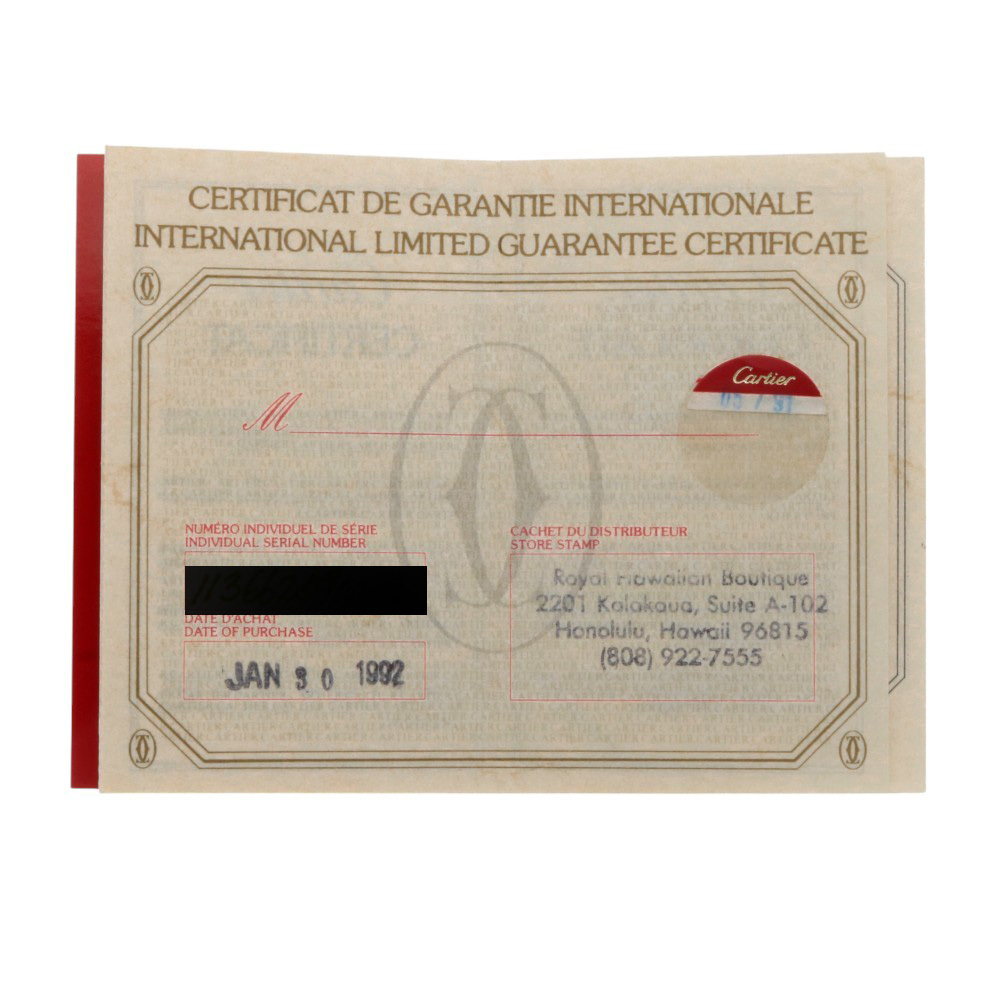 CERTIFICAT DE GARANTIE INTERNATIONALE
INTERNATIONAL LIMITED GUARANTEE CERTIFICATE
Cartier
05 / 91
M
NUMÉRO INDIVIDUEL DE SÉRIE
INDIVIDUAL SERIAL NUMBER
DATE D'ACHAT
DATE OF PURCHASE
JAN 30 1992
CACHET DU DISTRIBUTEUR
STORE STAMP
Royal Hawaiian Boutique
2201 Kalakaua, Suite A-102
Honolulu, Hawaii 96815
(808) 922-7555